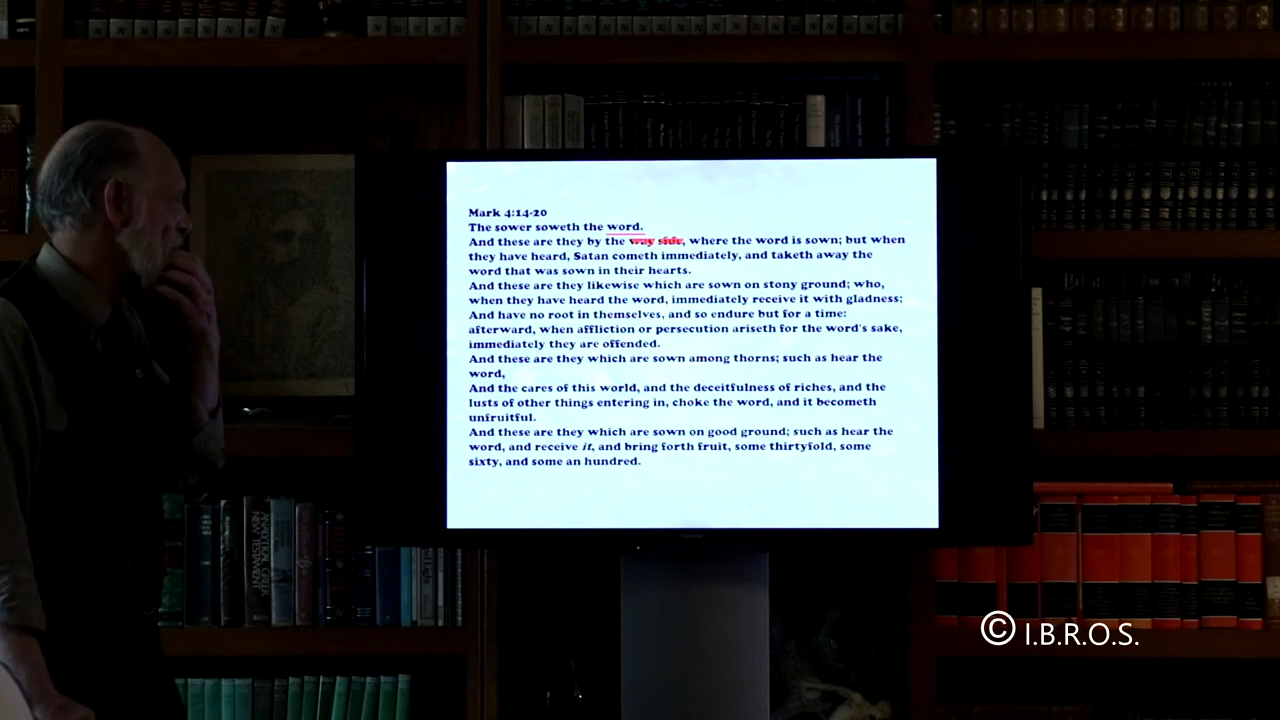 Mark 4:14-20
The sower soweth the word.
And these are they by the way side, where the word is sown; but when
they have heard, Satan cometh immediately, and taketh away the
word that was sown in their hearts.
And these are they likewise which are sown on stony ground; who,
when they have heard the word, immediately receive it with gladness;
And have no root in themselves, and so endure but for a time:
afterward, when affliction or persecution ariseth for the word's sake,
immediately they are offended.
And these are they which are sown among thorns; such as hear the
word,
And the cares of this world, and the deceitfulness of riches, and the
lusts of other things entering in, choke the word, and it becometh
unfruitful.
And these are they which are sown on good ground; such as hear the
word, and receive it, and bring forth fruit, some thirtyfold, some
sixty, and some an hundred.
ANALYTICAL GREEK
NEW TESTAMENT
© I.B.R.O.S.